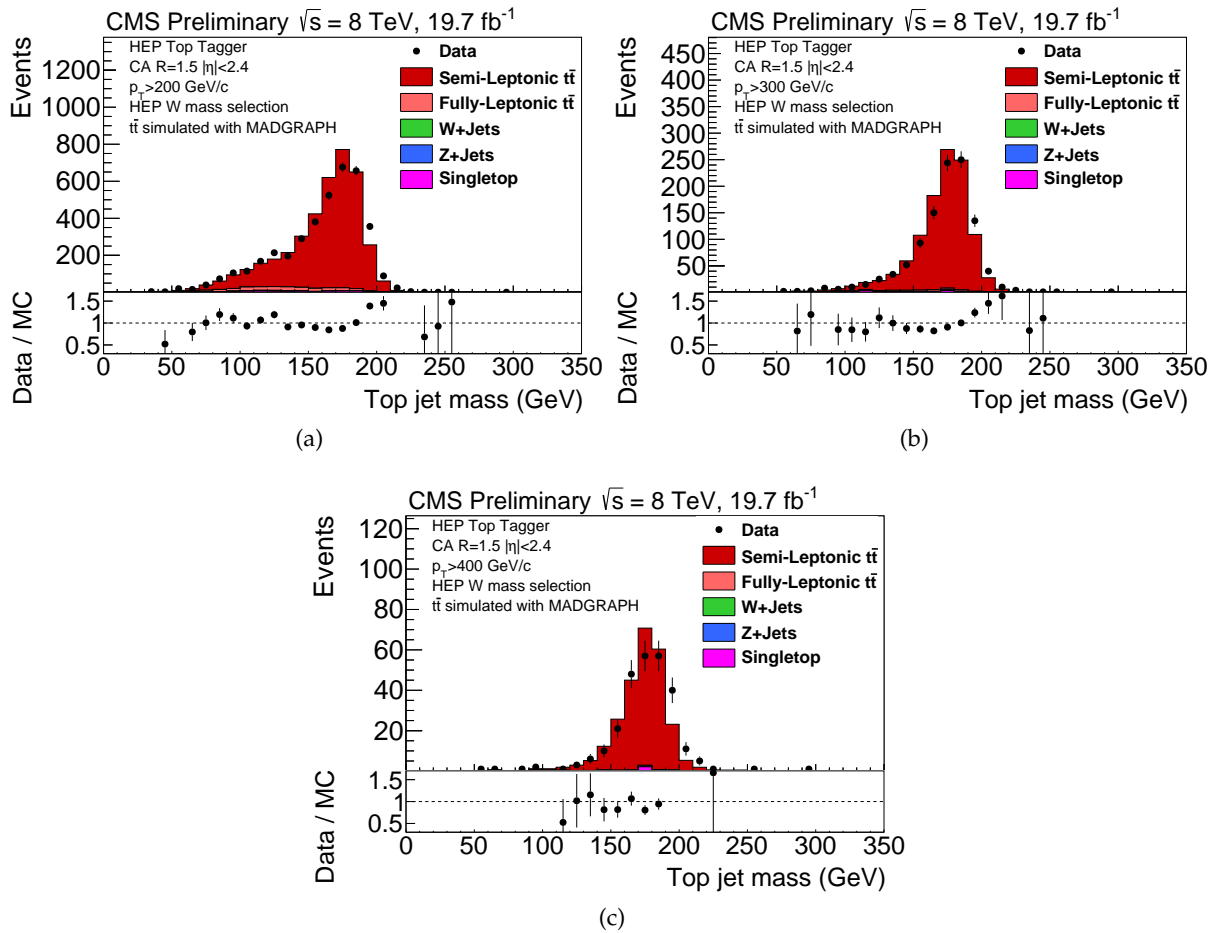 CMS Preliminary √s = 8 TeV, 19.7 fb⁻¹
Events
1200
1000
800
600
400
200
HEP Top Tagger
CA R=1.5 |η|<2.4
p_T>200 GeV/c
HEP W mass selection
tt̄ simulated with MADGRAPH
Data
Semi-Leptonic tt̄
Fully-Leptonic tt̄
W+Jets
Z+Jets
Singletop
Data / MC
1.5
1
0.5
0 50 100 150 200 250 300 350
Top jet mass (GeV)
(a)
CMS Preliminary √s = 8 TeV, 19.7 fb⁻¹
Events
450
400
350
300
250
200
150
100
50
HEP Top Tagger
CA R=1.5 |η|<2.4
p_T>300 GeV/c
HEP W mass selection
tt̄ simulated with MADGRAPH
Data
Semi-Leptonic tt̄
Fully-Leptonic tt̄
W+Jets
Z+Jets
Singletop
Data / MC
1.5
1
0.5
0 50 100 150 200 250 300 350
Top jet mass (GeV)
(b)
CMS Preliminary √s = 8 TeV, 19.7 fb⁻¹
Events
120
100
80
60
40
20
HEP Top Tagger
CA R=1.5 |η|<2.4
p_T>400 GeV/c
HEP W mass selection
tt̄ simulated with MADGRAPH
Data
Semi-Leptonic tt̄
Fully-Leptonic tt̄
W+Jets
Z+Jets
Singletop
Data / MC
1.5
1
0.5
0 50 100 150 200 250 300 350
Top jet mass (GeV)
(c)